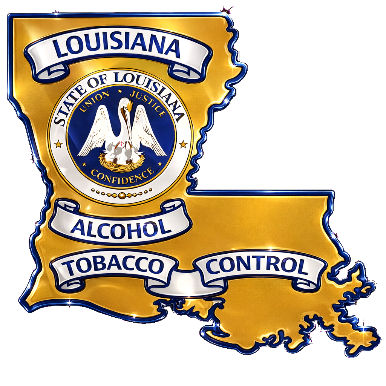 LOUISIANA
STATE OF LOUISIANA
UNION • JUSTICE
CONFIDENCE
ALCOHOL
TOBACCO CONTROL